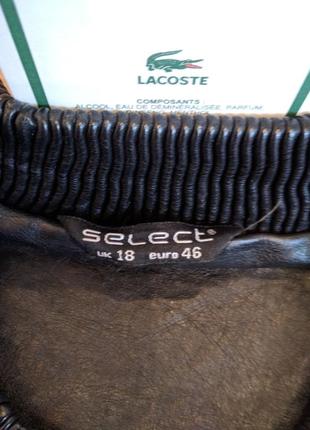 LACOSTE
COMPOSANTS :
ALCOOL, EAU DE DEMINERALISEE, PARFUM
select®
UK 18 euro 46